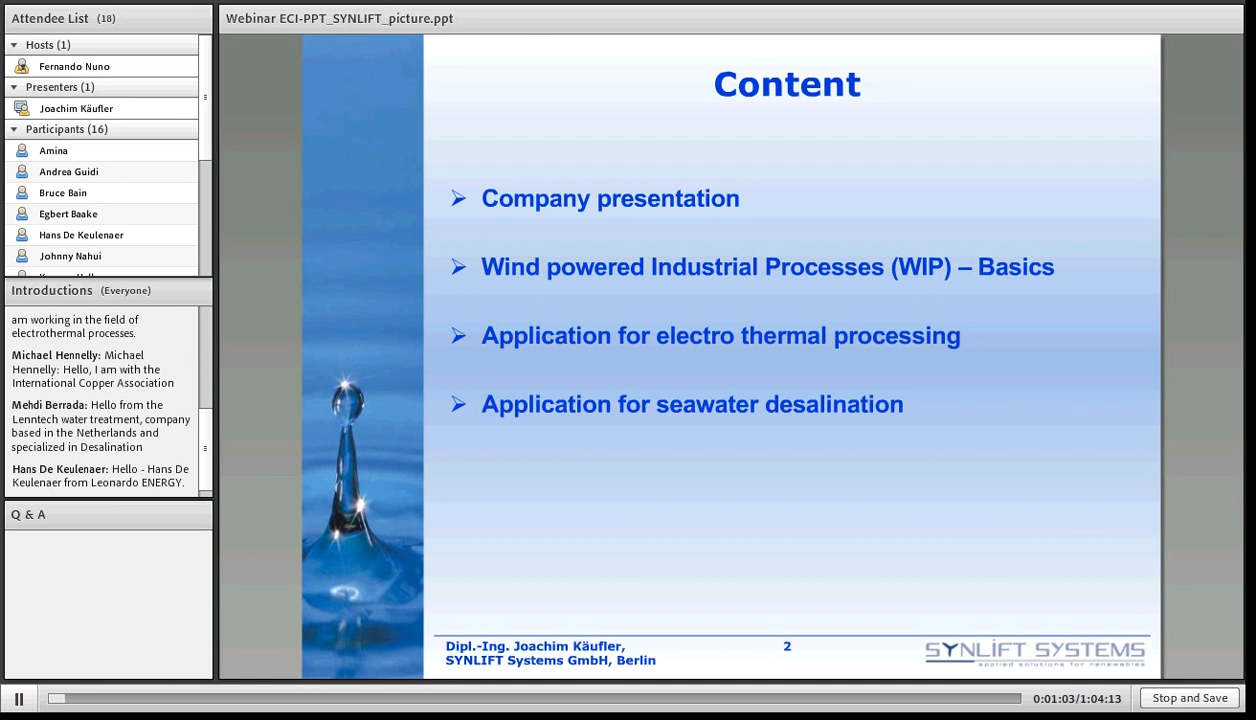 Attendee List (18)
Hosts (1)
Fernando Nuno
Presenters (1)
Joachim Käufler
Participants (16)
Amina
Andrea Guidi
Bruce Bain
Egbert Baake
Hans De Keulenaer
Johnny Nahui
Introductions (Everyone)
am working in the field of
electrothermal processes.
Michael Hennelly: Michael
Hennelly: Hello, I am with the
International Copper Association
Mehdi Berrada: Hello from the
Lenntech water treatment, company
based in the Netherlands and
specialized in Desalination
Hans De Keulenaer: Hello - Hans De
Keulenaer from Leonardo ENERGY.
Q & A
Webinar ECI-PPT_SYNLIFT_picture.ppt
Content
Company presentation
Wind powered Industrial Processes (WIP) – Basics
Application for electro thermal processing
Application for seawater desalination
Dipl.-Ing. Joachim Käufler,
SYNLIFT Systems GmbH, Berlin
2
SYNLIFT SYSTEMS
applied solutions for renewables
0:01:03/1:04:13
Stop and Save